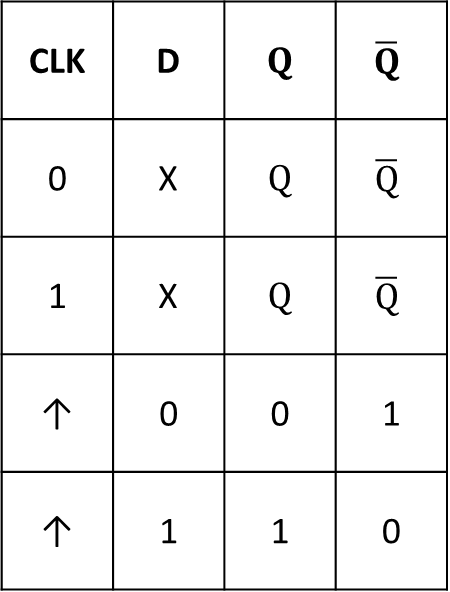 CLK D Q Q̅
0 X Q Q̅
1 X Q Q̅
↑ 0 0 1
↑ 1 1 0